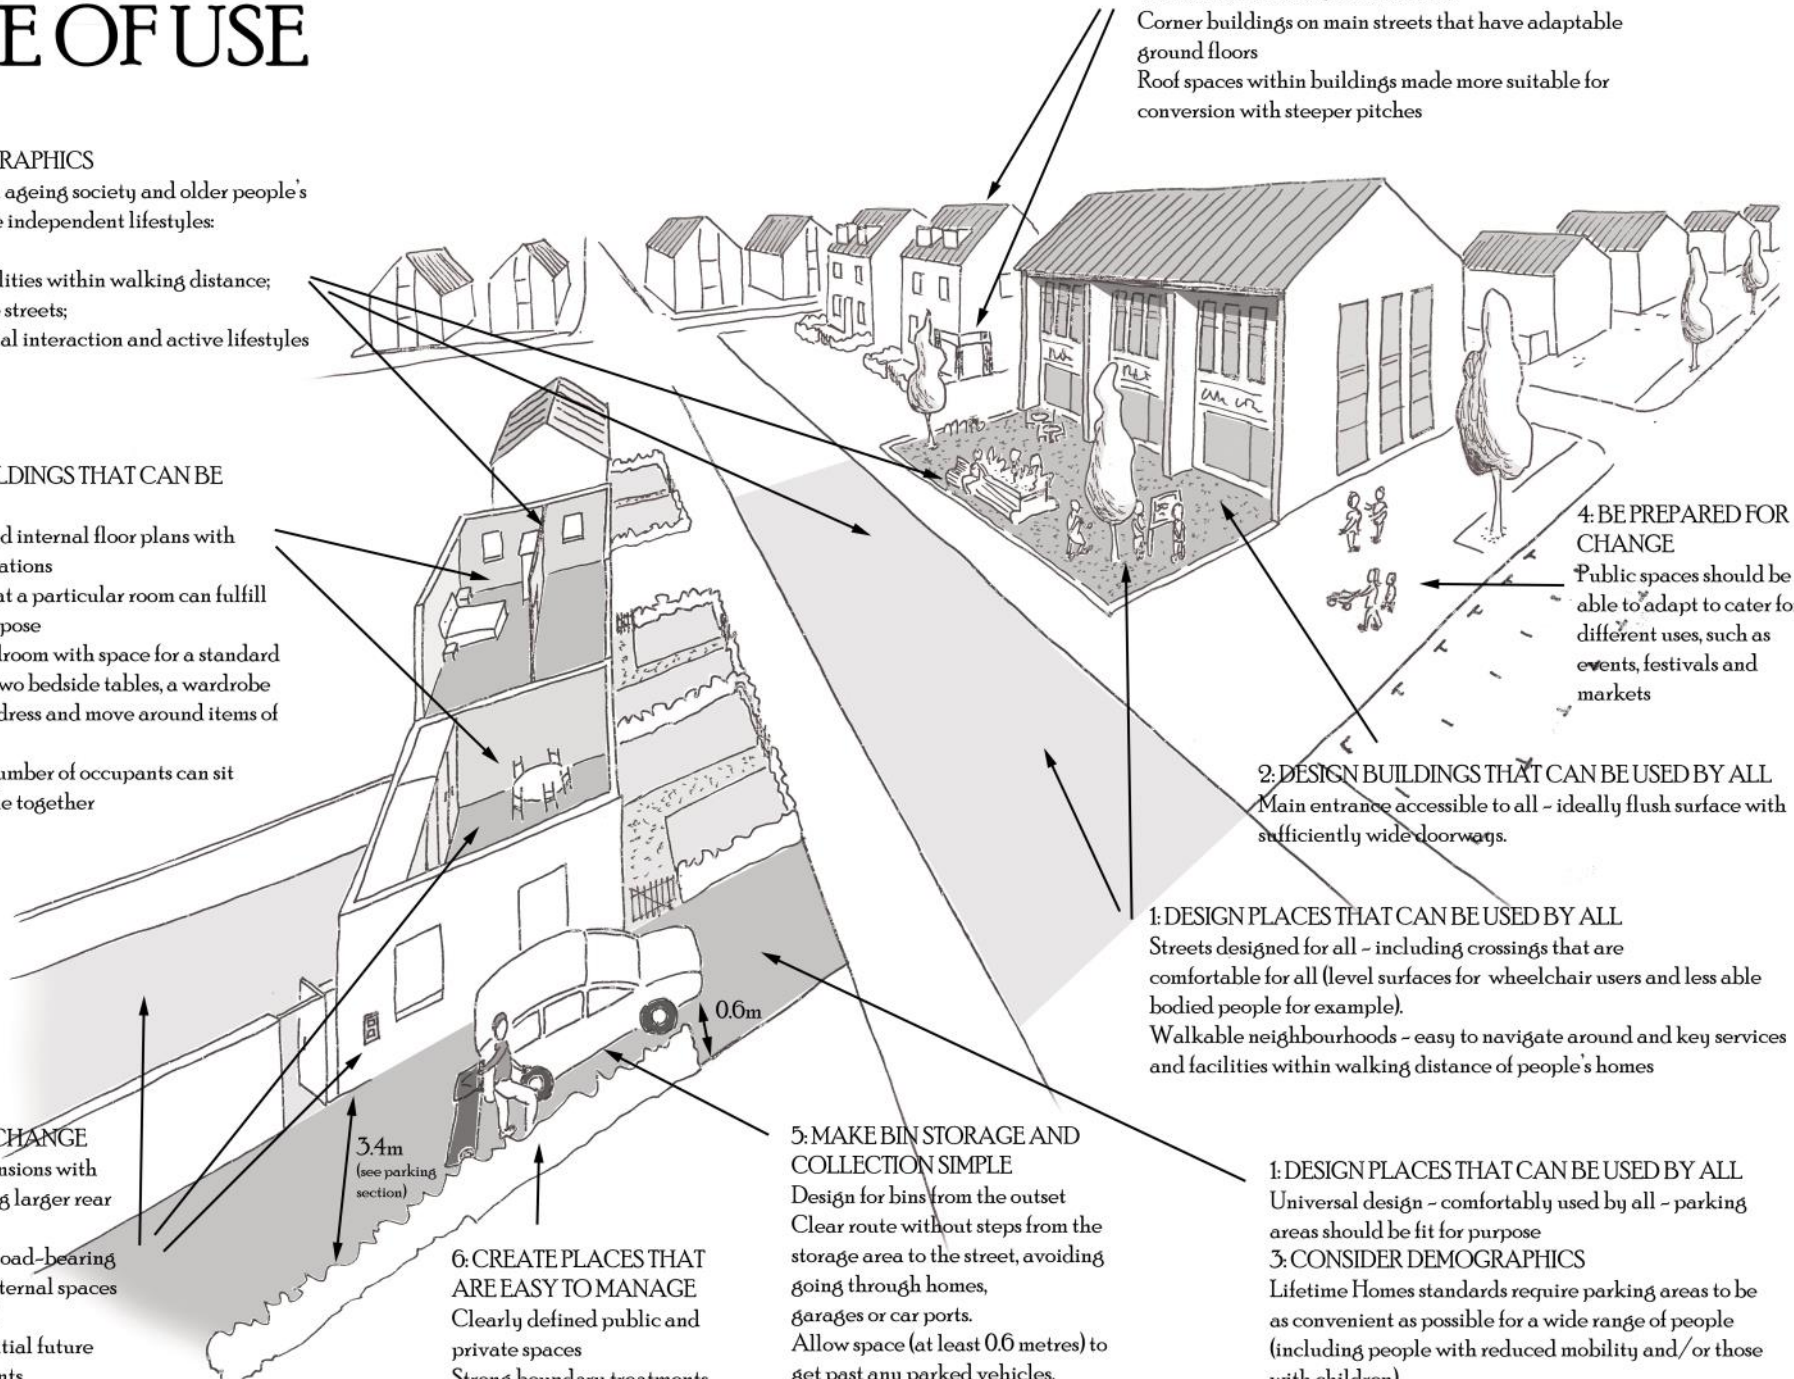 E OF USE
Corner buildings on main streets that have adaptable
ground floors
Roof spaces within buildings made more suitable for
conversion with steeper pitches
RAPHICS
ageing society and older people's
independent lifestyles:
lities within walking distance;
streets;
al interaction and active lifestyles
LDINGS THAT CAN BE
d internal floor plans with
ations
at a particular room can fulfill
pose
room with space for a standard
two bedside tables, a wardrobe
dress and move around items of
umber of occupants can sit
e together
4: BE PREPARED FOR
CHANGE
Public spaces should be
able to adapt to cater fo
different uses, such as
events, festivals and
markets
2: DESIGN BUILDINGS THAT CAN BE USED BY ALL
Main entrance accessible to all - ideally flush surface with
sufficiently wide doorways.
1: DESIGN PLACES THAT CAN BE USED BY ALL
Streets designed for all - including crossings that are
comfortable for all (level surfaces for wheelchair users and less able
bodied people for example).
Walkable neighbourhoods - easy to navigate around and key services
and facilities within walking distance of people's homes
0.6m
3.4m
(see parking
section)
CHANGE
nsions with
g larger rear
oad-bearing
ternal spaces
tial future
nts
6: CREATE PLACES THAT
ARE EASY TO MANAGE
Clearly defined public and
private spaces
Strong boundary treatments
5: MAKE BIN STORAGE AND
COLLECTION SIMPLE
Design for bins from the outset
Clear route without steps from the
storage area to the street, avoiding
going through homes,
garages or car ports.
Allow space (at least 0.6 metres) to
get past any parked vehicles.
1: DESIGN PLACES THAT CAN BE USED BY ALL
Universal design - comfortably used by all - parking
areas should be fit for purpose
3: CONSIDER DEMOGRAPHICS
Lifetime Homes standards require parking areas to be
as convenient as possible for a wide range of people
(including people with reduced mobility and/or those
with children)